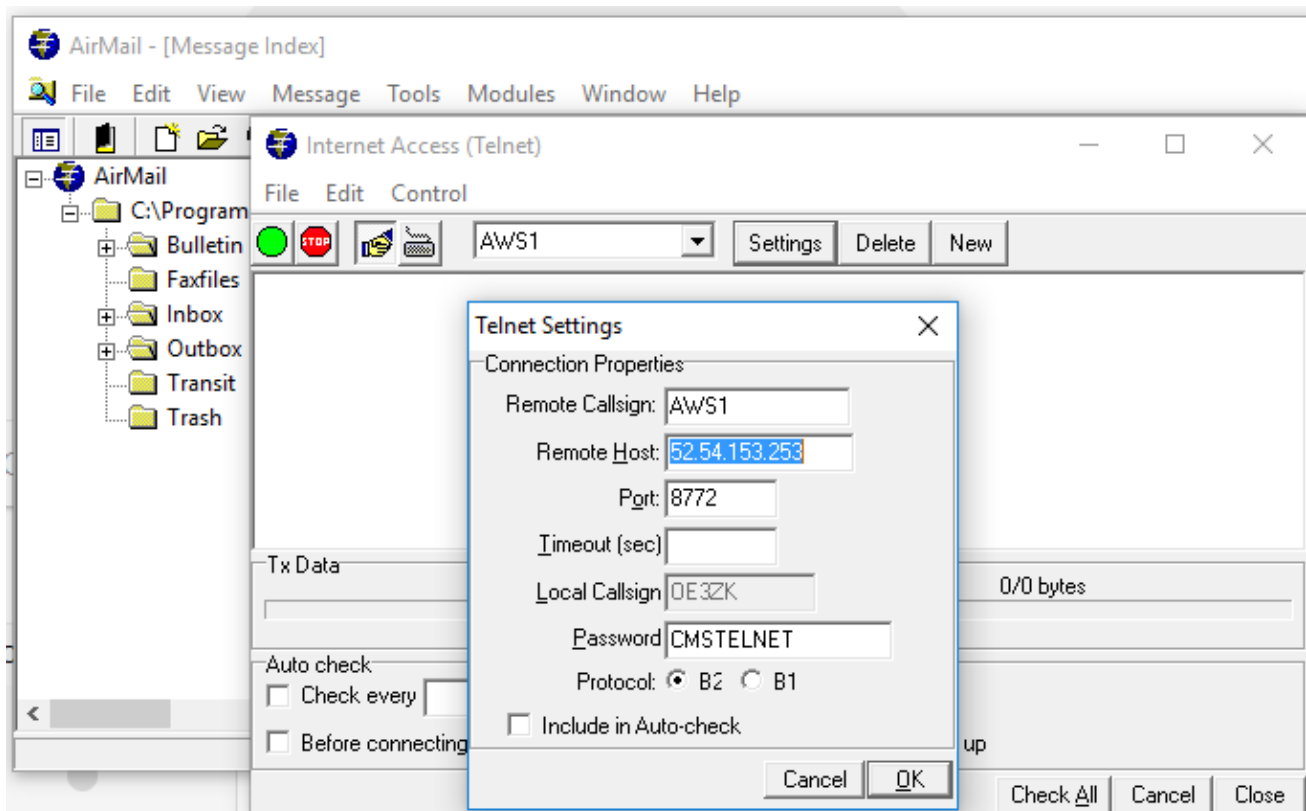 AirMail - [Message Index]
File Edit View Message Tools Modules Window Help
Internet Access (Telnet)
File Edit Control
STOP AWS1 Settings Delete New
AirMail
C:\Program
Bulletin
Faxfiles
Inbox
Outbox
Transit
Trash
Telnet Settings
Connection Properties
Remote Callsign: AWS1
Remote Host: 52.54.153.253
Port: 8772
Timeout (sec)
Local Callsign OE3ZK
Password CMSTELNET
Protocol: B2 B1
Include in Auto-check
Cancel OK
Tx Data
0/0 bytes
Auto check
Check every
Before connecting
up
Check All Cancel Close